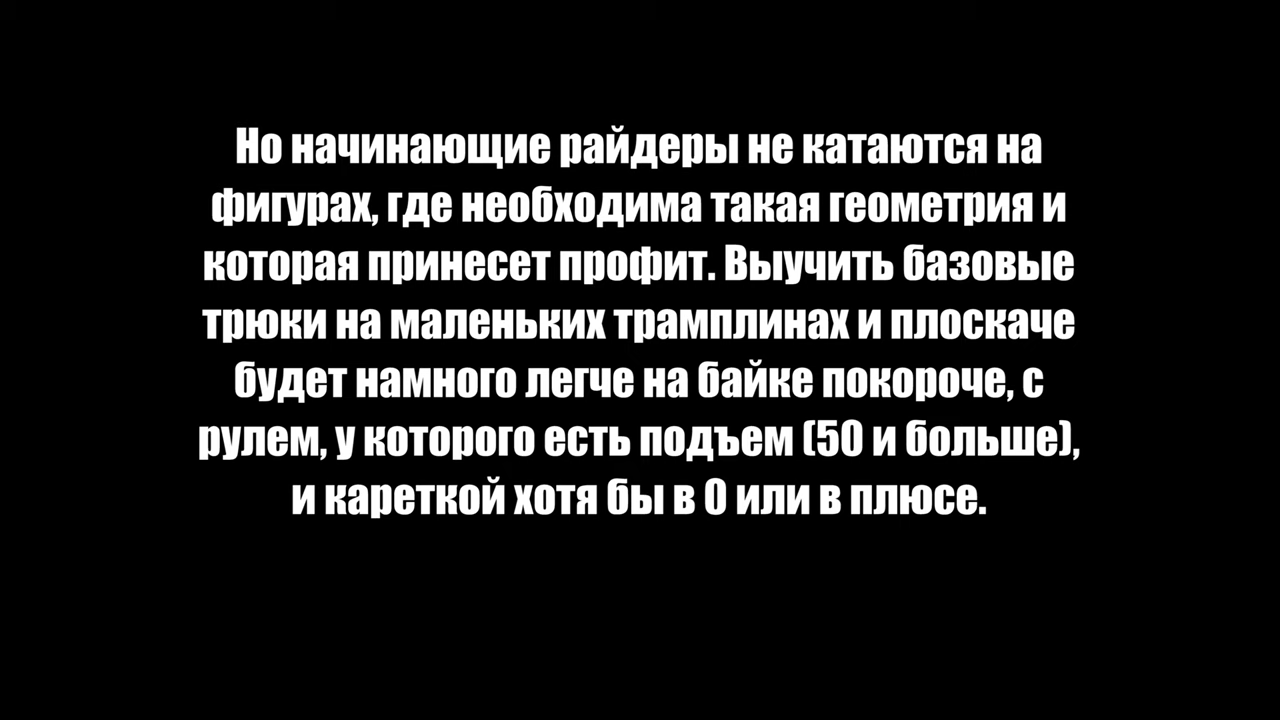 Но начинающие райдеры не катаются на
фигурах, где необходима такая геометрия и
которая принесет профит. Выучить базовые
трюки на маленьких трамплинах и плоскаче
будет намного легче на байке покороче, с
рулем, у которого есть подъем (50 и больше),
и кареткой хотя бы в 0 или в плюсе.